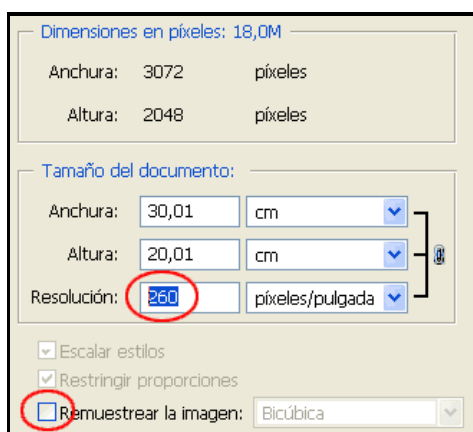 Dimensiones en píxeles: 18,0M
Anchura: 3072 píxeles
Altura: 2048 píxeles
Tamaño del documento:
Anchura: 30,01 cm
Altura: 20,01 cm
Resolución: 260 píxeles/pulgada
Escalar estilos
Restringir proporciones
Remuestrear la imagen: Bicúbica